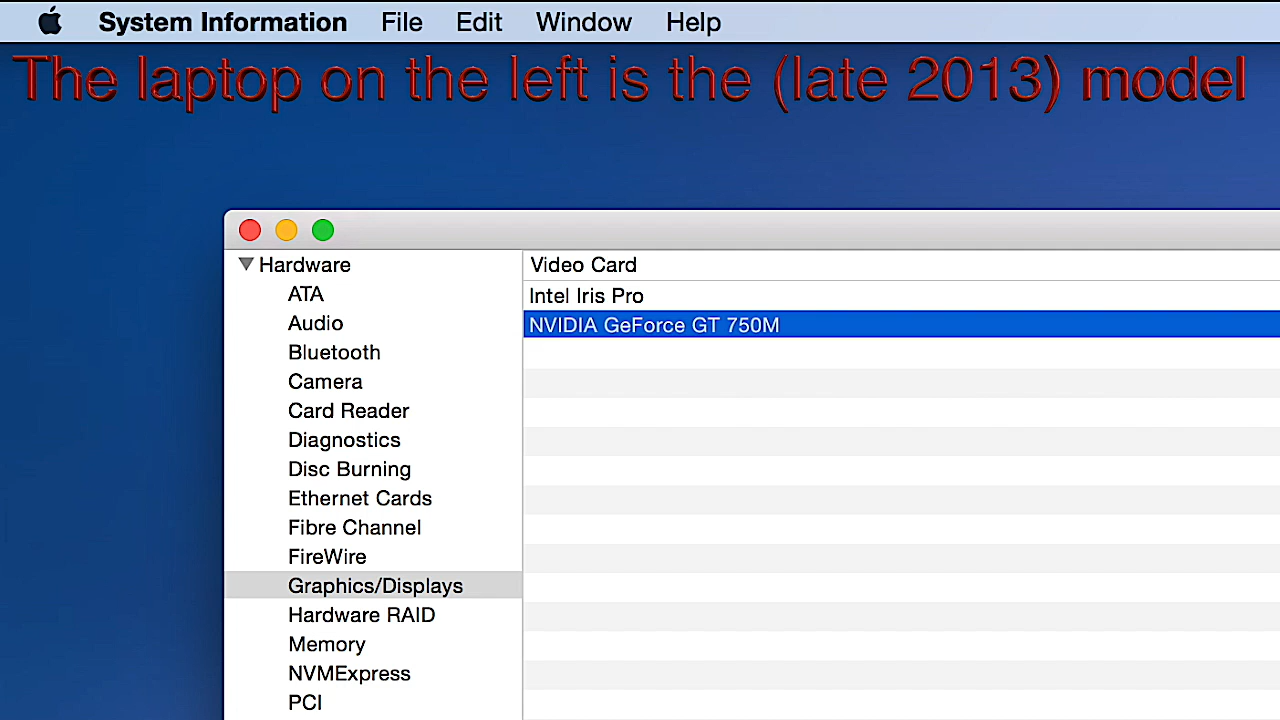 System Information File Edit Window Help
The laptop on the left is the (late 2013) model
Hardware
Video Card
ATA
Intel Iris Pro
Audio
NVIDIA GeForce GT 750M
Bluetooth
Camera
Card Reader
Diagnostics
Disc Burning
Ethernet Cards
Fibre Channel
FireWire
Graphics/Displays
Hardware RAID
Memory
NVMExpress
PCI